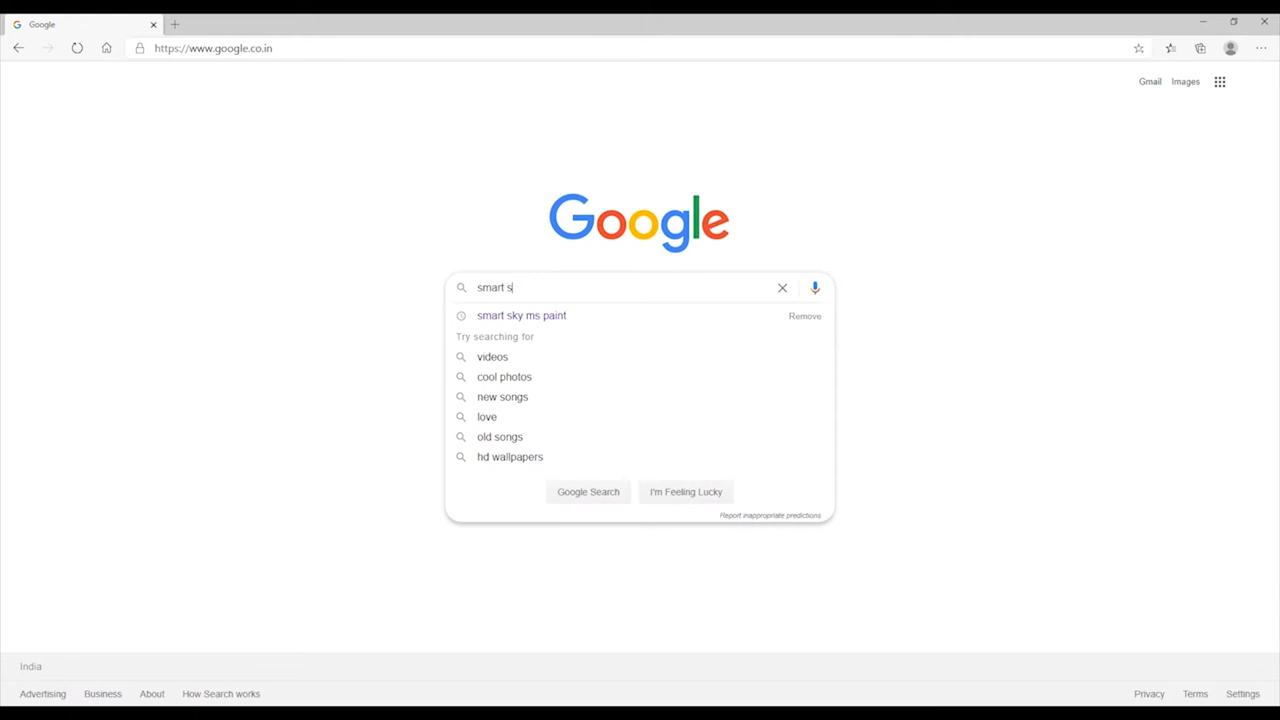 Google
https://www.google.co.in
Gmail Images
Google
smart s
smart sky ms paint Remove
Try searching for
videos
cool photos
new songs
love
old songs
hd wallpapers
Google Search I'm Feeling Lucky
Report inappropriate predictions
India
Advertising Business About How Search works Privacy Terms Settings